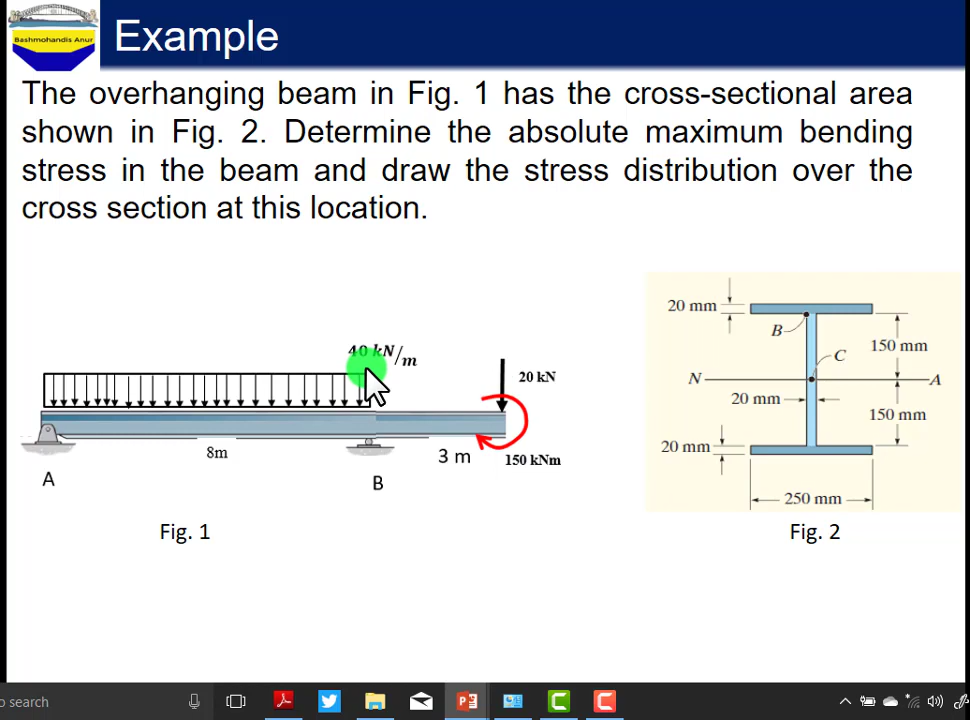 Bashmohandis Anur
Example
The overhanging beam in Fig. 1 has the cross-sectional area
shown in Fig. 2. Determine the absolute maximum bending
stress in the beam and draw the stress distribution over the
cross section at this location.
40 kN/m
20 kN
8m
3 m
150 kNm
A
B
Fig. 1
20 mm
B
C
150 mm
N
A
20 mm
150 mm
20 mm
250 mm
Fig. 2
o search